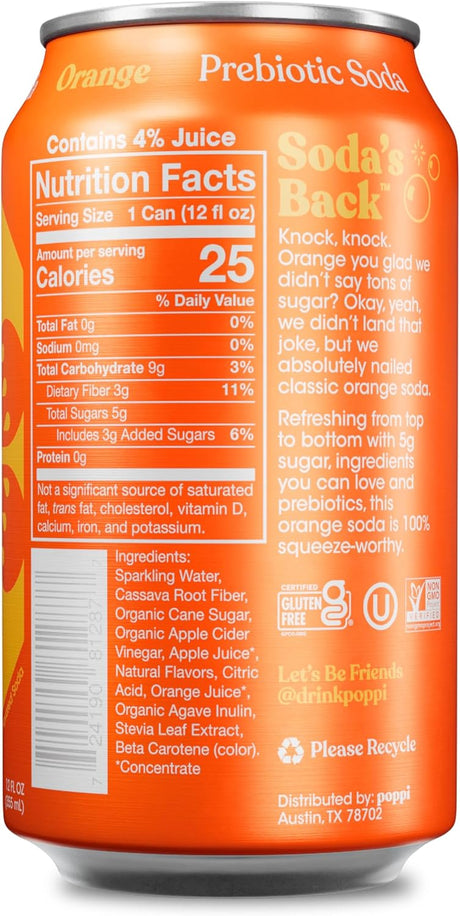 Orange Prebiotic Soda
Contains 4% Juice
Nutrition Facts
Serving Size 1 Can (12 fl oz)
Amount per serving
Calories 25
% Daily Value
Total Fat 0g 0%
Sodium 0mg 0%
Total Carbohydrate 9g 3%
Dietary Fiber 3g 11%
Total Sugars 5g
Includes 3g Added Sugars 6%
Protein 0g
Not a significant source of saturated
fat, trans fat, cholesterol, vitamin D,
calcium, iron, and potassium.
Ingredients:
Sparkling Water,
Cassava Root Fiber,
Organic Cane Sugar,
Organic Apple Cider
Vinegar, Apple Juice*,
Natural Flavors, Citric
Acid, Orange Juice*,
Organic Agave Inulin,
Stevia Leaf Extract,
Beta Carotene (color).
*Concentrate
12 FL OZ
(355 mL)
Soda's
Back™
Knock, knock.
Orange you glad we
didn't say tons of
sugar? Okay, yeah,
we didn't land that
joke, but we
absolutely nailed
classic orange soda.
Refreshing from top
to bottom with 5g
sugar, ingredients
you can love and
prebiotics, this
orange soda is 100%
squeeze-worthy.
CERTIFIED
GLUTEN
FREE
U
NON
GMO
VERIFIED
Let's Be Friends
@drinkpoppi
Please Recycle
Distributed by: poppi
Austin, TX 78702